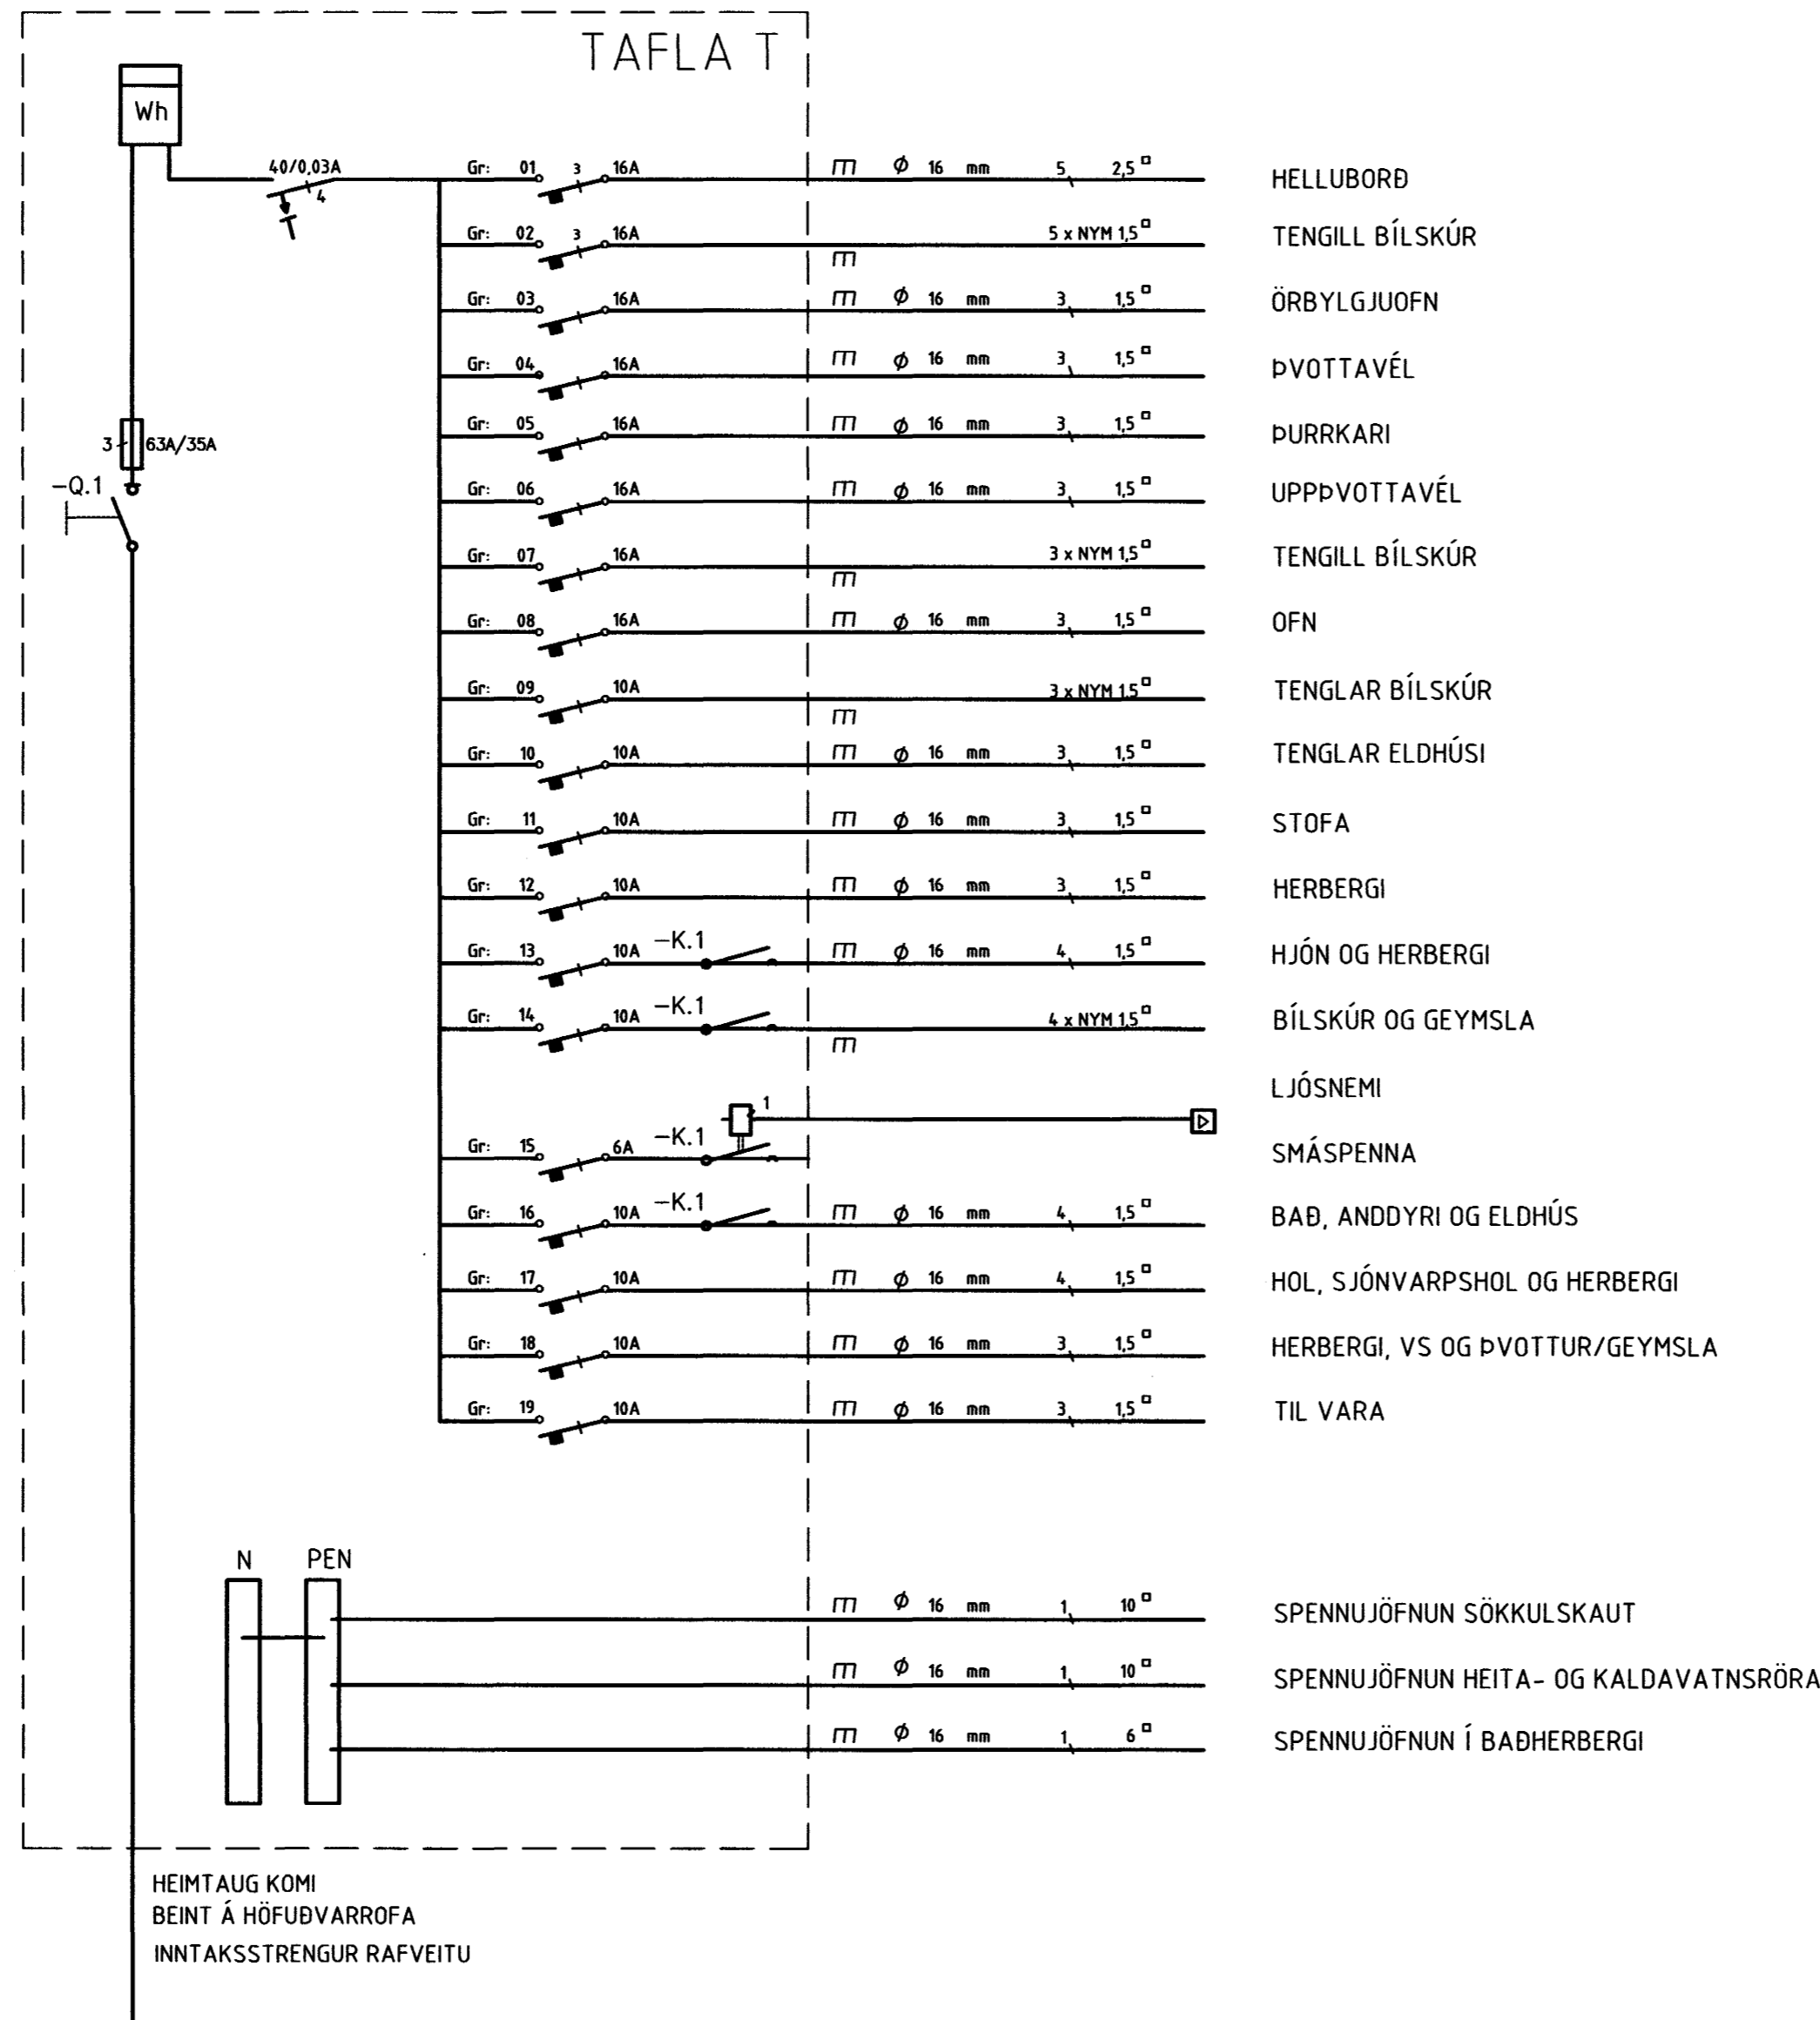 TAFLA T
Wh
40/0,03A
4
3 63A/35A
-Q.1
Gr: 01 3 16A Ø 16 mm 5 2,5 HELLUBORÐ
Gr: 02 3 16A 5 x NYM 1,5 TENGILL BÍLSKÚR
Gr: 03 16A Ø 16 mm 3 1,5 ÖRBYLGJUOFN
Gr: 04 16A Ø 16 mm 3 1,5 ÞVOTTAVÉL
Gr: 05 16A Ø 16 mm 3 1,5 ÞURRKARI
Gr: 06 16A Ø 16 mm 3 1,5 UPPÞVOTTAVÉL
Gr: 07 16A 3 x NYM 1,5 TENGILL BÍLSKÚR
Gr: 08 16A Ø 16 mm 3 1,5 OFN
Gr: 09 10A 3 x NYM 1,5 TENGLAR BÍLSKÚR
Gr: 10 10A Ø 16 mm 3 1,5 TENGLAR ELDHÚSI
Gr: 11 10A Ø 16 mm 3 1,5 STOFA
Gr: 12 10A Ø 16 mm 3 1,5 HERBERGI
Gr: 13 10A -K.1 Ø 16 mm 4 1,5 HJÓN OG HERBERGI
Gr: 14 10A -K.1 4 x NYM 1,5 BÍLSKÚR OG GEYMSLA
1 LJÓSNEMI
Gr: 15 6A -K.1 SMÁSPENNA
Gr: 16 10A -K.1 Ø 16 mm 4 1,5 BAÐ, ANDDYRI OG ELDHÚS
Gr: 17 10A Ø 16 mm 4 1,5 HOL, SJÓNVARPSHOL OG HERBERGI
Gr: 18 10A Ø 16 mm 3 1,5 HERBERGI, VS OG ÞVOTTUR/GEYMSLA
Gr: 19 10A Ø 16 mm 3 1,5 TIL VARA
N PEN
Ø 16 mm 1 10 SPENNUJÖFNUN SÖKKULSKAUT
Ø 16 mm 1 10 SPENNUJÖFNUN HEITA- OG KALDAVATNSRÖRA
Ø 16 mm 1 6 SPENNUJÖFNUN Í BAÐHERBERGI
HEIMTAUG KOMI
BEINT Á HÖFUÐVARROFA
INNTAKSSTRENGUR RAFVEITU